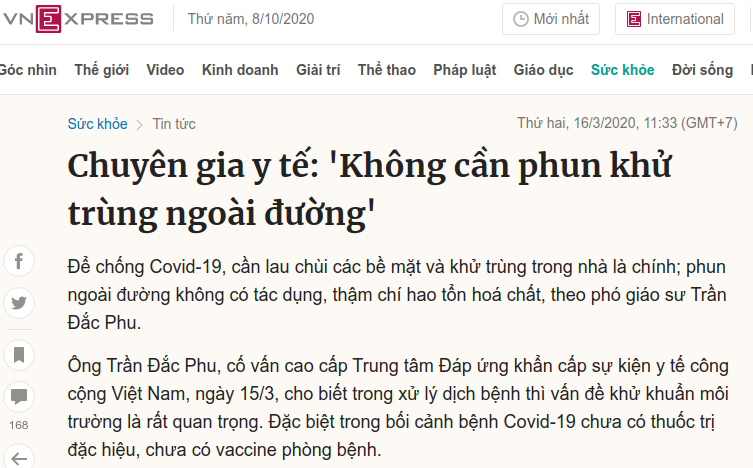 VNEXPRESS Thứ năm, 8/10/2020 Mới nhất International
Góc nhìn Thế giới Video Kinh doanh Giải trí Thể thao Pháp luật Giáo dục Sức khỏe Đời sống
Sức khỏe Tin tức Thứ hai, 16/3/2020, 11:33 (GMT+7)
Chuyên gia y tế: 'Không cần phun khử
trùng ngoài đường'
Để chống Covid-19, cần lau chùi các bề mặt và khử trùng trong nhà là chính; phun
ngoài đường không có tác dụng, thậm chí hao tổn hoá chất, theo phó giáo sư Trần
Đắc Phu.
Ông Trần Đắc Phu, cố vấn cao cấp Trung tâm Đáp ứng khẩn cấp sự kiện y tế công
cộng Việt Nam, ngày 15/3, cho biết trong xử lý dịch bệnh thì vấn đề khử khuẩn môi
trường là rất quan trọng. Đặc biệt trong bối cảnh bệnh Covid-19 chưa có thuốc trị
168
đặc hiệu, chưa có vaccine phòng bệnh.